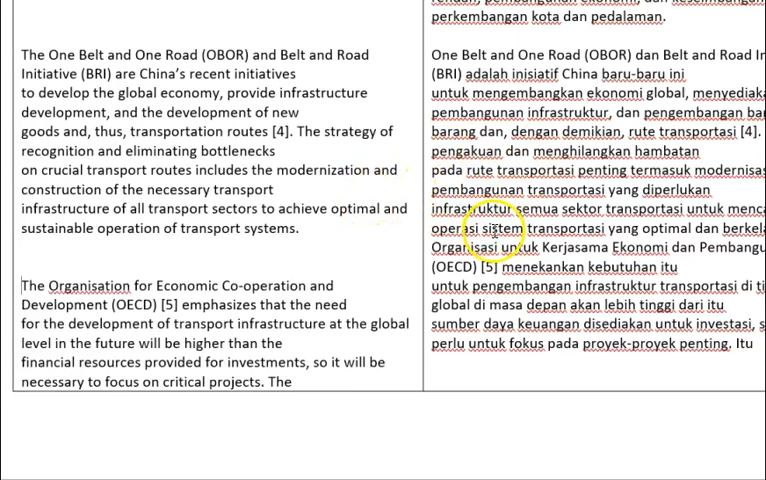 perkembangan kota dan pedalaman.
The One Belt and One Road (OBOR) and Belt and Road
Initiative (BRI) are China's recent initiatives
to develop the global economy, provide infrastructure
development, and the development of new
goods and, thus, transportation routes [4]. The strategy of
recognition and eliminating bottlenecks
on crucial transport routes includes the modernization and
construction of the necessary transport
infrastructure of all transport sectors to achieve optimal and
sustainable operation of transport systems.
The Organisation for Economic Co-operation and
Development (OECD) [5] emphasizes that the need
for the development of transport infrastructure at the global
level in the future will be higher than the
financial resources provided for investments, so it will be
necessary to focus on critical projects. The
One Belt and One Road (OBOR) dan Belt and Road
(BRI) adalah inisiatif China baru-baru ini
untuk mengembangkan ekonomi global,
pembangunan infrastruktur, dan pengembangan
barang dan, dengan demikian, rute transportasi [4].
pengakuan dan menghilangkan hambatan
pada rute transportasi penting termasuk
pembangunan transportasi yang diperlukan
infrastruktur semua sektor transportasi untuk
operasi sistem transportasi yang optimal dan
Organisasi untuk Kerjasama Ekonomi dan
(OECD) [5] menekankan kebutuhan itu
untuk pengembangan infrastruktur transportasi di
global di masa depan akan lebih tinggi dari itu
sumber daya keuangan disediakan untuk investasi,
perlu untuk fokus pada proyek-proyek penting. Itu